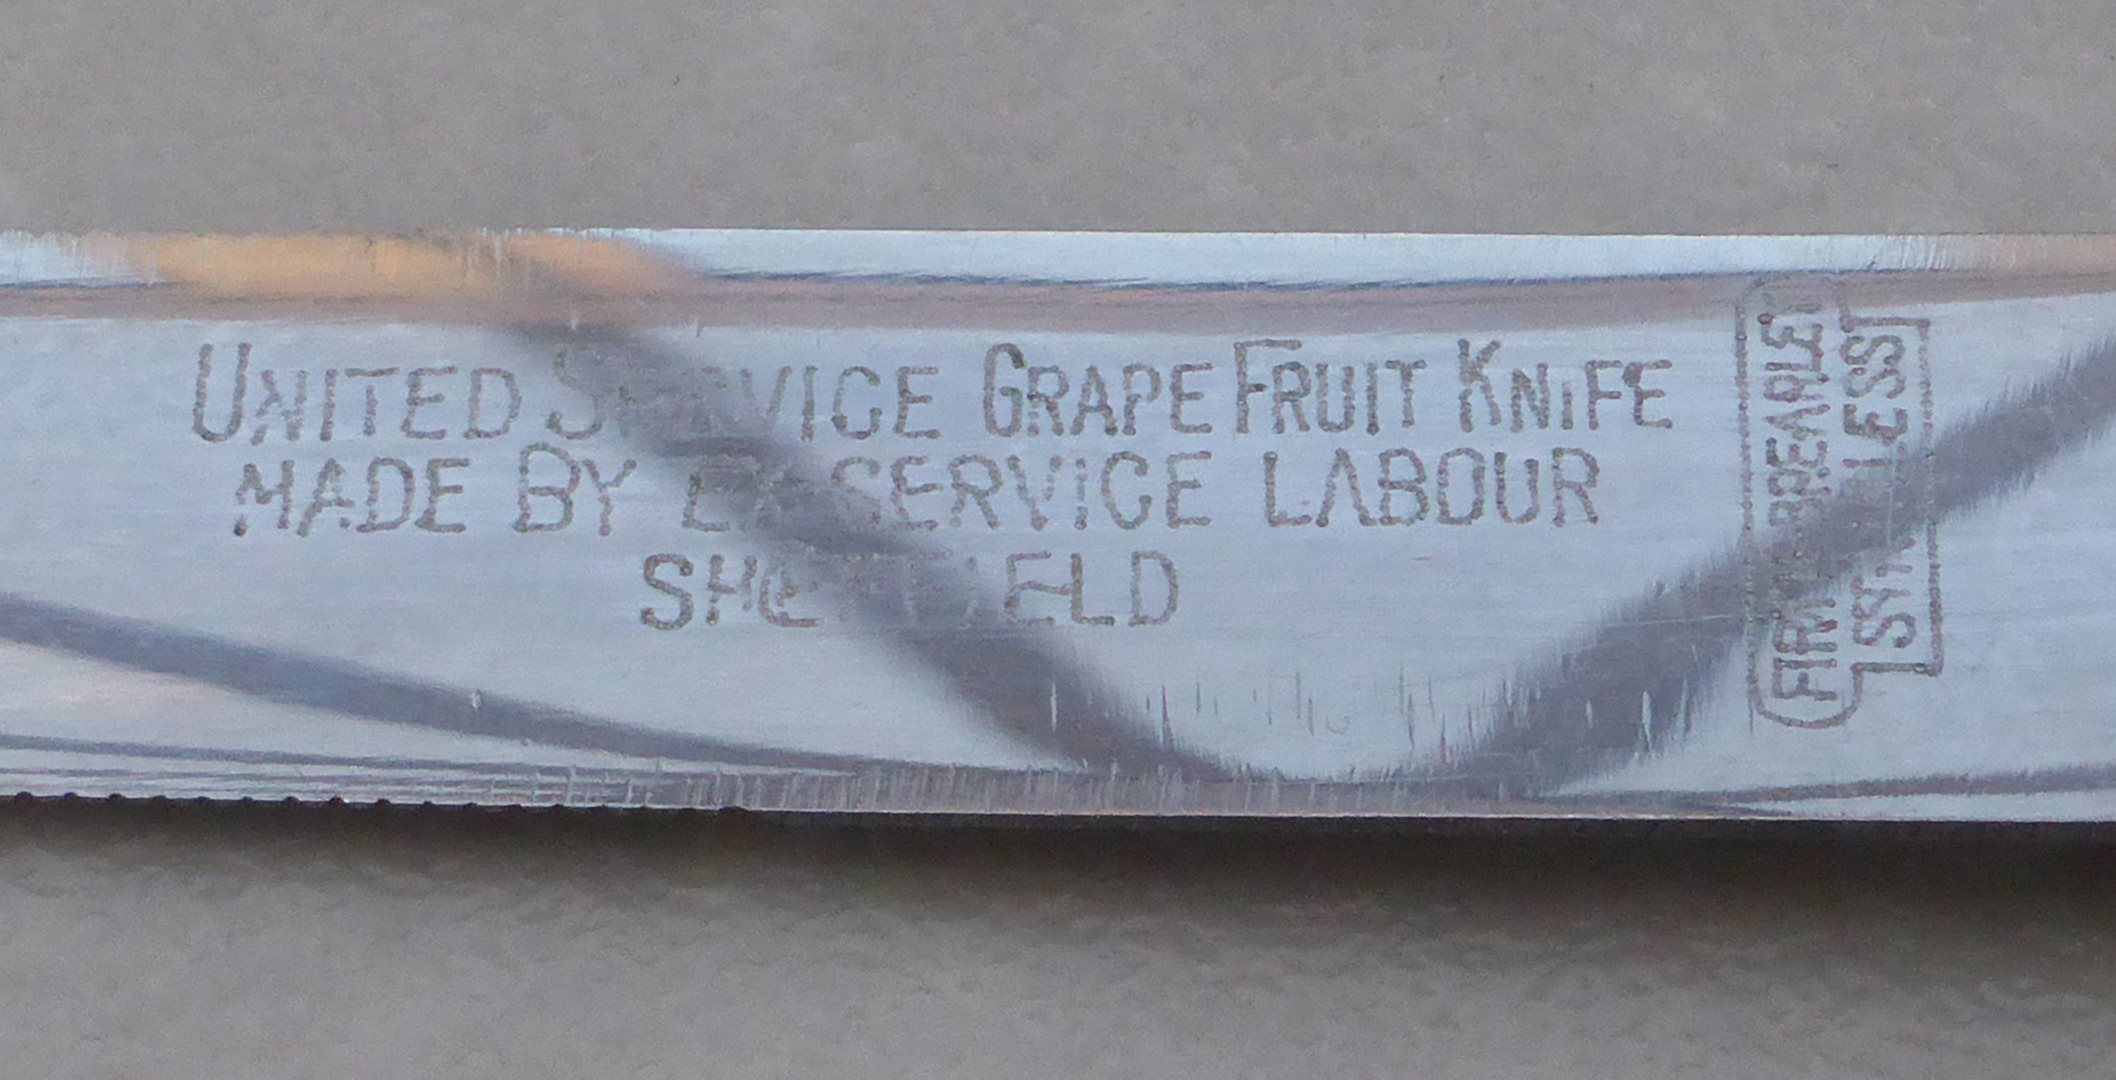 UNITED SERVICE GRAPE FRUIT KNIFE
MADE BY EX SERVICE LABOUR
SHEFFIELD
FIRTH BREARLEY
STAINLESS